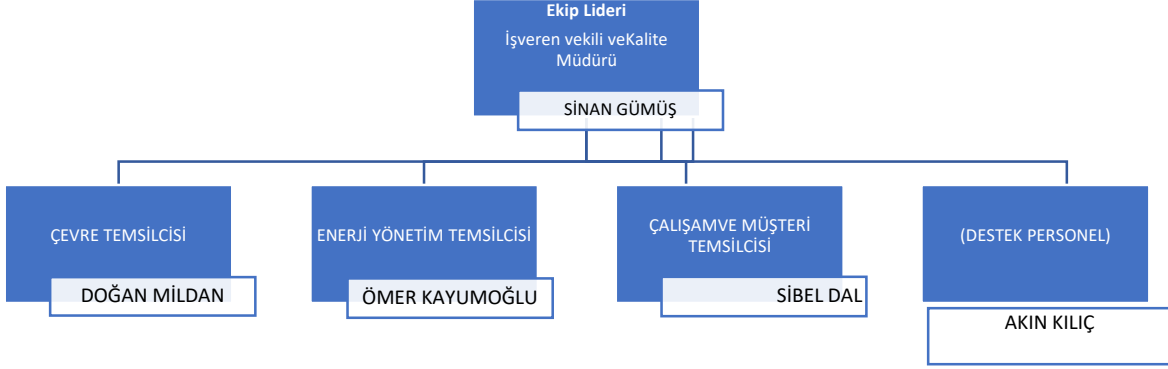 Ekip Lideri
İşveren vekili veKalite
Müdürü
SİNAN GÜMÜŞ
ÇEVRE TEMSİLCİSİ
DOĞAN MİLDAN
ENERJİ YÖNETİM TEMSİLCİSİ
ÖMER KAYUMOĞLU
ÇALIŞAMVE MÜŞTERİ
TEMSİLCİSİ
SİBEL DAL
(DESTEK PERSONEL)
AKIN KILIÇ